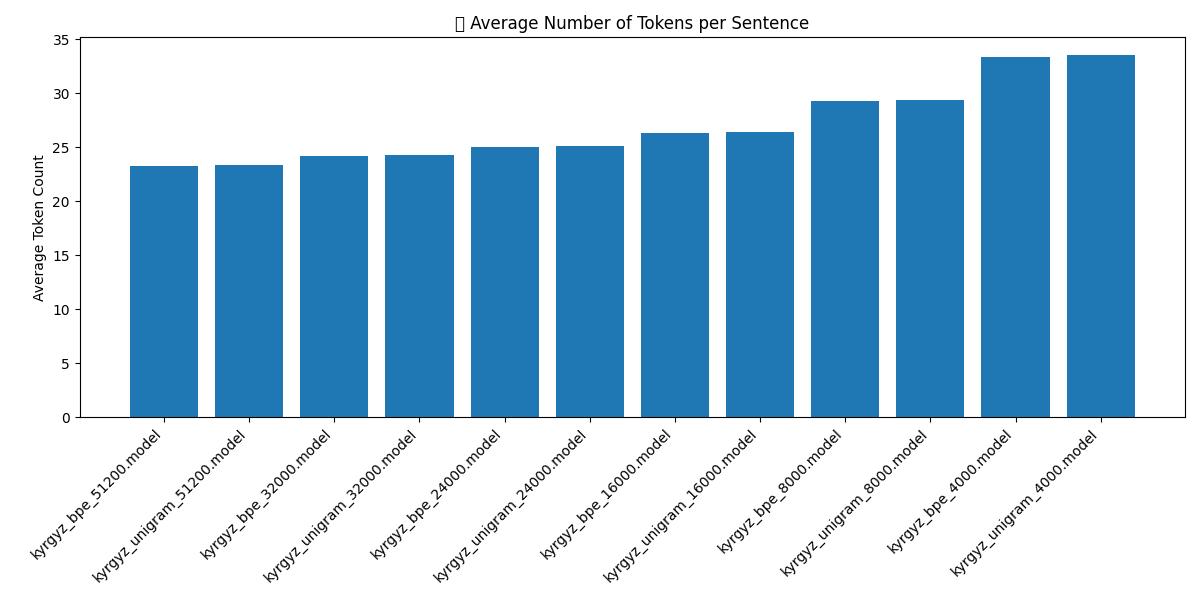 Average Number of Tokens per Sentence
Average Token Count
35
30
25
20
15
10
5
0
kyrgyz_bpe_51200.model
kyrgyz_unigram_51200.model
kyrgyz_bpe_32000.model
kyrgyz_unigram_32000.model
kyrgyz_bpe_24000.model
kyrgyz_unigram_24000.model
kyrgyz_bpe_16000.model
kyrgyz_unigram_16000.model
kyrgyz_bpe_8000.model
kyrgyz_unigram_8000.model
kyrgyz_bpe_4000.model
kyrgyz_unigram_4000.model